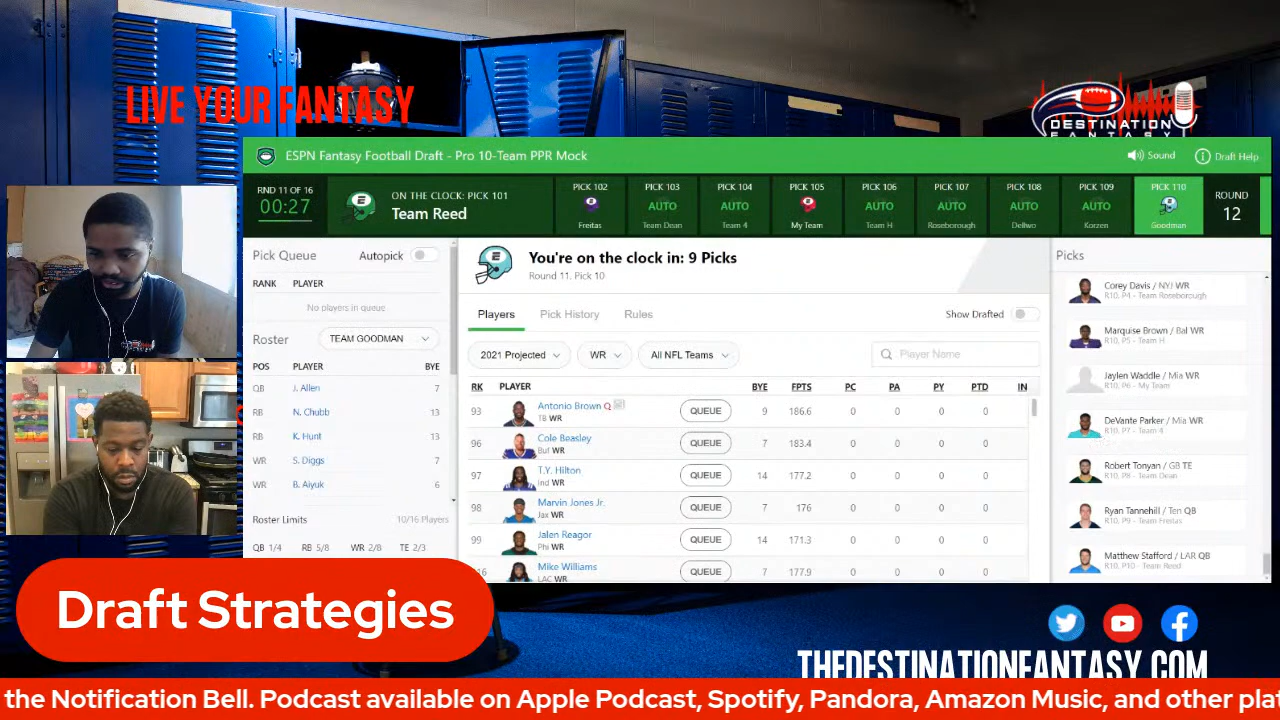 LIVE YOUR FANTASY
DESTINATION
FANTASY
ESPN Fantasy Football Draft - Pro 10-Team PPR Mock
Sound
Draft Help
RND 11 OF 16
00:27
ON THE CLOCK: PICK 101
Team Reed
PICK 102
Freitas
PICK 103
AUTO
Team Dean
PICK 104
AUTO
Team 4
PICK 105
My Team
PICK 106
AUTO
Team H
PICK 107
AUTO
Roseborough
PICK 108
AUTO
Dellwo
PICK 109
AUTO
Korzen
PICK 110
Goodman
ROUND
12
Pick Queue
Autopick
RANK PLAYER
No players in queue
Roster
TEAM GOODMAN
POS PLAYER BYE
QB J. Allen 7
RB N. Chubb 13
RB K. Hunt 13
WR S. Diggs 7
WR B. Aiyuk 6
Roster Limits 10/16 Players
QB 1/4 RB 5/8 WR 2/8 TE 2/3
You're on the clock in: 9 Picks
Round 11, Pick 10
Players Pick History Rules
Show Drafted
2021 Projected
WR
All NFL Teams
Player Name
RK PLAYER BYE FPTS PC PA PY PTD IN
93 Antonio Brown Q QUEUE 9 186.6 0 0 0 0
TB WR
96 Cole Beasley QUEUE 7 183.4 0 0 0 0
Buf WR
97 T.Y. Hilton QUEUE 14 177.2 0 0 0 0
Ind WR
98 Marvin Jones Jr. QUEUE 7 176 0 0 0 0
Jax WR
99 Jalen Reagor QUEUE 14 171.3 0 0 0 0
Phi WR
Mike Williams QUEUE 7 177.9 0 0 0 0
LAC WR
Picks
Corey Davis / NYJ WR
R10, P4 - Team Roseborough
Marquise Brown / Bal WR
R10, P5 - Team H
Jaylen Waddle / Mia WR
R10, P6 - My Team
DeVante Parker / Mia WR
R10, P7 - Team 4
Robert Tonyan / GB TE
R10, P8 - Team Dean
Ryan Tannehill / Ten QB
R10, P9 - Team Freitas
Matthew Stafford / LAR QB
R10, P10 - Team Reed
Draft Strategies
THEDESTINATIONFANTASY.COM
the Notification Bell. Podcast available on Apple Podcast, Spotify, Pandora, Amazon Music, and other plat